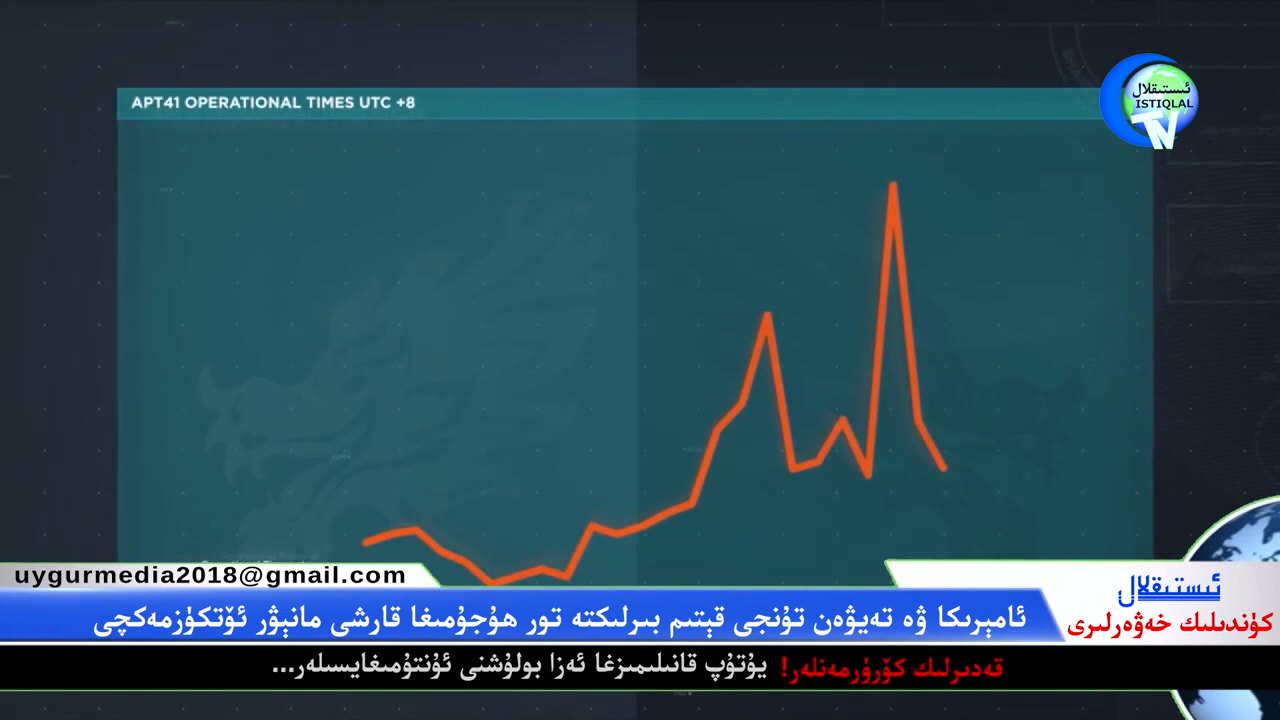 APT41 OPERATIONAL TIMES UTC +8
ئىستىقلال
ISTIQLAL
TV
uygurmedia2018@gmail.com
ئىستىقلال
كۈندىلىك خەۋەرلىرى
ئامېرىكا ۋە تەيۋەن تۇنجى قېتىم بىرلىكتە تور ھۇجۇمىغا قارشى مانېۋر ئۆتكۈزمەكچى
قەدىرلىك كۆرۈرمەنلەر! يۇتۇپ قانىلىمىزغا ئەزا بولۇشنى ئۇنتۇمىغايسىلەر...